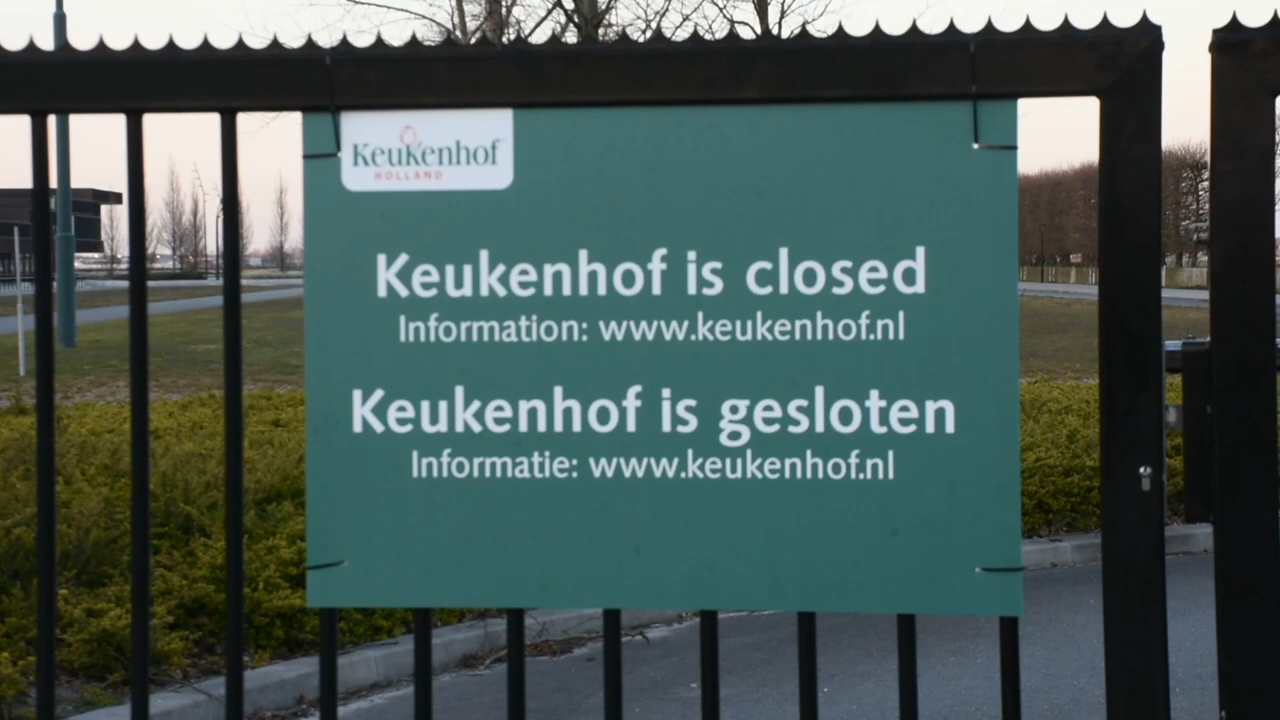 Keukenhof
HOLLAND
Keukenhof is closed
Information: www.keukenhof.nl
Keukenhof is gesloten
Informatie: www.keukenhof.nl